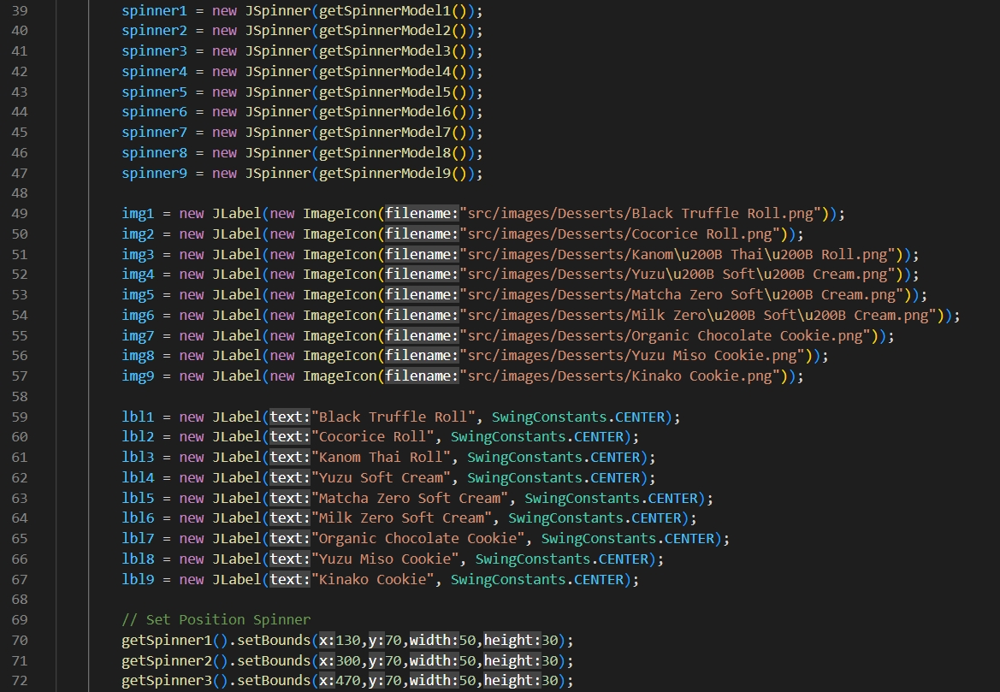 39 spinner1 = new JSpinner(getSpinnerModel1());
40 spinner2 = new JSpinner(getSpinnerModel2());
41 spinner3 = new JSpinner(getSpinnerModel3());
42 spinner4 = new JSpinner(getSpinnerModel4());
43 spinner5 = new JSpinner(getSpinnerModel5());
44 spinner6 = new JSpinner(getSpinnerModel6());
45 spinner7 = new JSpinner(getSpinnerModel7());
46 spinner8 = new JSpinner(getSpinnerModel8());
47 spinner9 = new JSpinner(getSpinnerModel9());
48
49 img1 = new JLabel(new ImageIcon(filename:"src/images/Desserts/Black Truffle Roll.png"));
50 img2 = new JLabel(new ImageIcon(filename:"src/images/Desserts/Cocorice Roll.png"));
51 img3 = new JLabel(new ImageIcon(filename:"src/images/Desserts/Kanom\u200B Thai\u200B Roll.png"));
52 img4 = new JLabel(new ImageIcon(filename:"src/images/Desserts/Yuzu\u200B Soft\u200B Cream.png"));
53 img5 = new JLabel(new ImageIcon(filename:"src/images/Desserts/Matcha Zero Soft\u200B Cream.png"));
54 img6 = new JLabel(new ImageIcon(filename:"src/images/Desserts/Milk Zero\u200B Soft\u200B Cream.png"));
55 img7 = new JLabel(new ImageIcon(filename:"src/images/Desserts/Organic Chocolate Cookie.png"));
56 img8 = new JLabel(new ImageIcon(filename:"src/images/Desserts/Yuzu Miso Cookie.png"));
57 img9 = new JLabel(new ImageIcon(filename:"src/images/Desserts/Kinako Cookie.png"));
58
59 lbl1 = new JLabel(text:"Black Truffle Roll", SwingConstants.CENTER);
60 lbl2 = new JLabel(text:"Cocorice Roll", SwingConstants.CENTER);
61 lbl3 = new JLabel(text:"Kanom Thai Roll", SwingConstants.CENTER);
62 lbl4 = new JLabel(text:"Yuzu Soft Cream", SwingConstants.CENTER);
63 lbl5 = new JLabel(text:"Matcha Zero Soft Cream", SwingConstants.CENTER);
64 lbl6 = new JLabel(text:"Milk Zero Soft Cream", SwingConstants.CENTER);
65 lbl7 = new JLabel(text:"Organic Chocolate Cookie", SwingConstants.CENTER);
66 lbl8 = new JLabel(text:"Yuzu Miso Cookie", SwingConstants.CENTER);
67 lbl9 = new JLabel(text:"Kinako Cookie", SwingConstants.CENTER);
68
69 // Set Position Spinner
70 getSpinner1().setBounds(x:130,y:70,width:50,height:30);
71 getSpinner2().setBounds(x:300,y:70,width:50,height:30);
72 getSpinner3().setBounds(x:470,y:70,width:50,height:30);